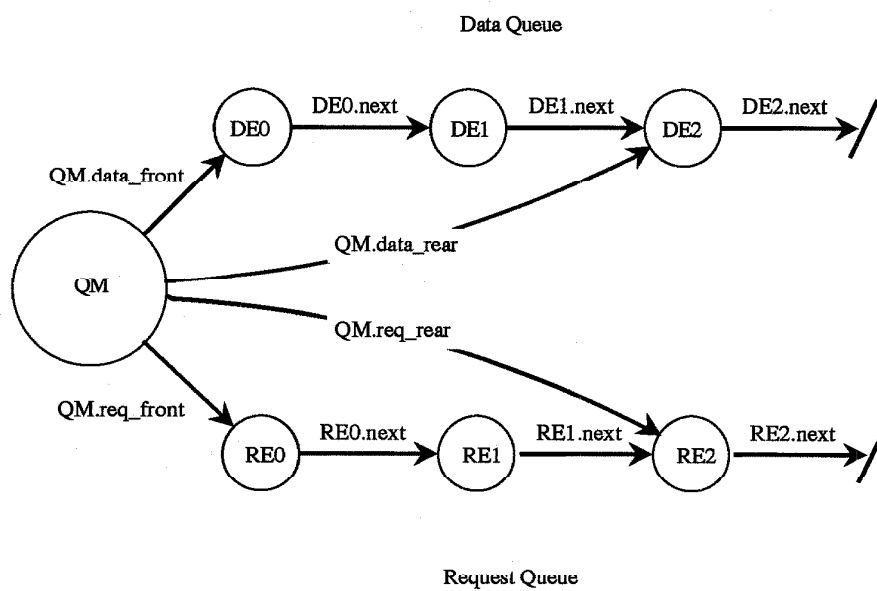 Data Queue
DE0.next
DE1.next
DE2.next
DE0
DE1
DE2
QM.data_front
QM.data_rear
QM
QM.req_rear
QM.req_front
RE0.next
RE1.next
RE2.next
RE0
RE1
RE2
Request Queue